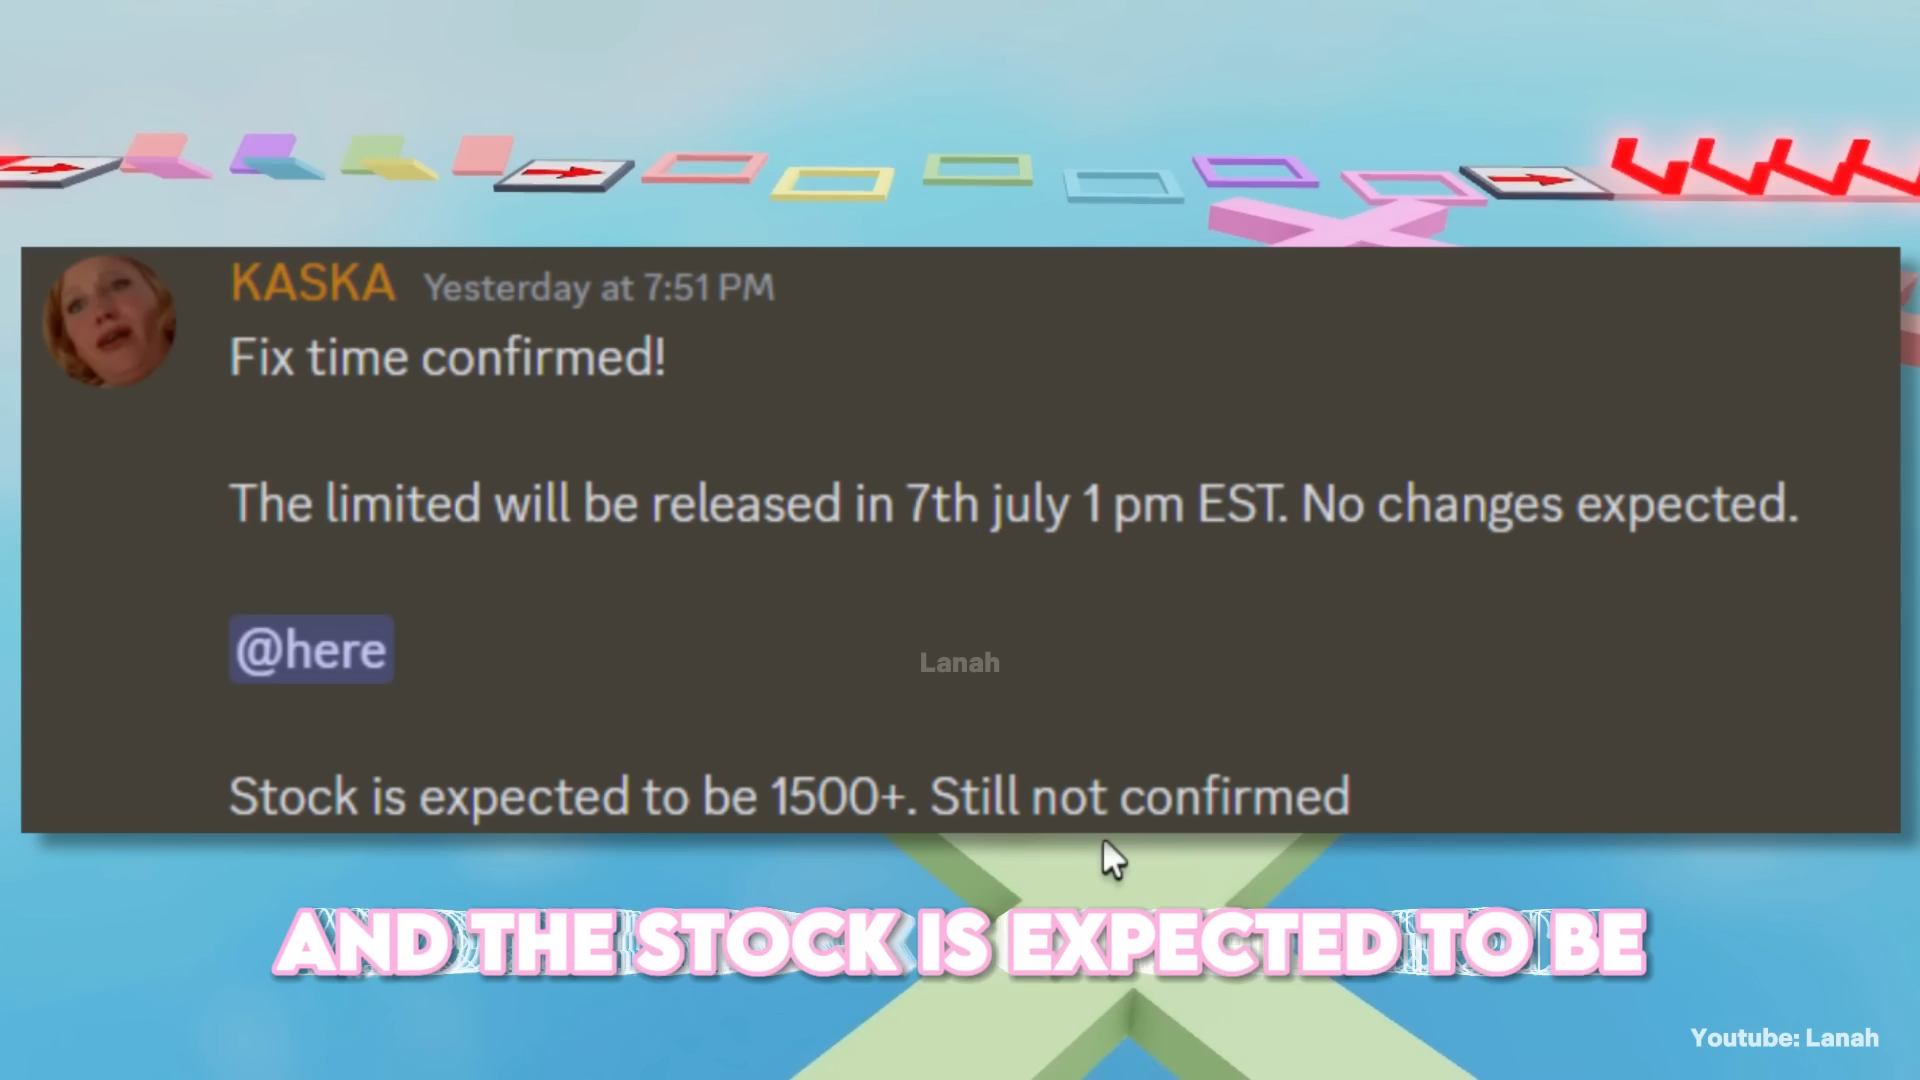 KASKA Yesterday at 7:51 PM
Fix time confirmed!
The limited will be released in 7th july 1 pm EST. No changes expected.
@here
Lanah
Stock is expected to be 1500+. Still not confirmed
AND THE STOCK IS EXPECTED TO BE
Youtube: Lanah